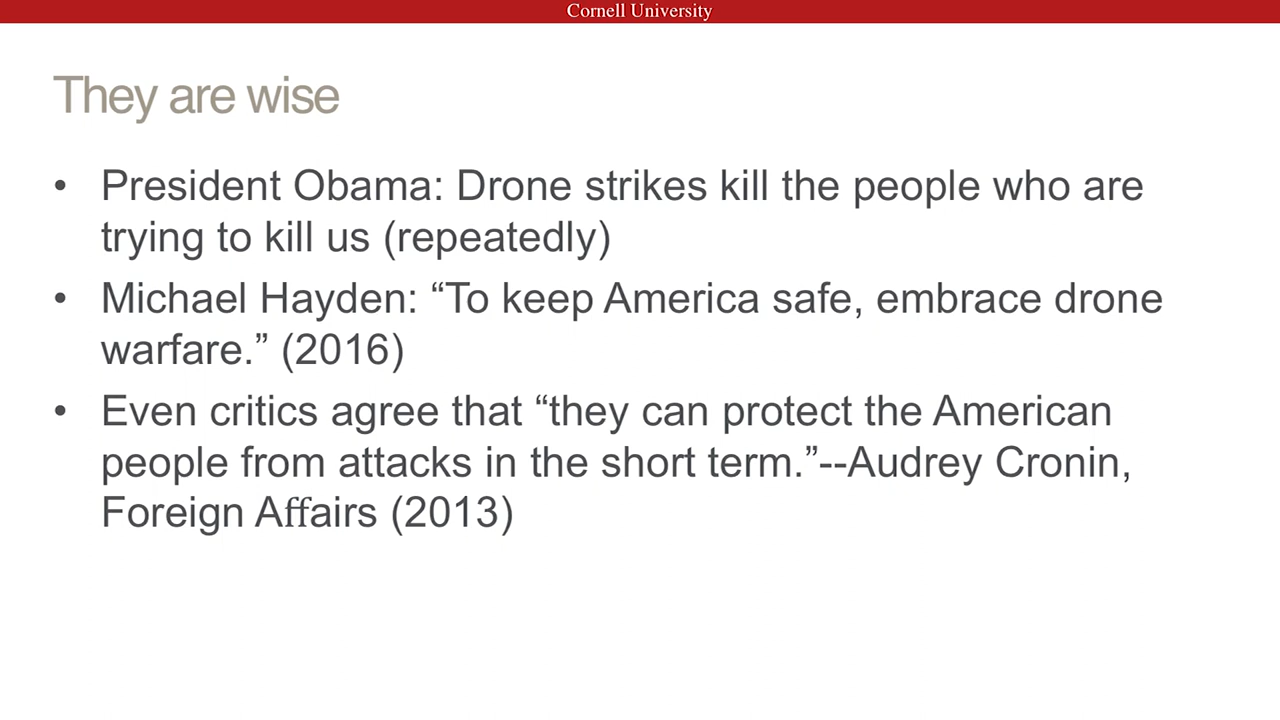 Cornell University
They are wise
• President Obama: Drone strikes kill the people who are
trying to kill us (repeatedly)
• Michael Hayden: “To keep America safe, embrace drone
warfare.” (2016)
• Even critics agree that “they can protect the American
people from attacks in the short term.”--Audrey Cronin,
Foreign Affairs (2013)